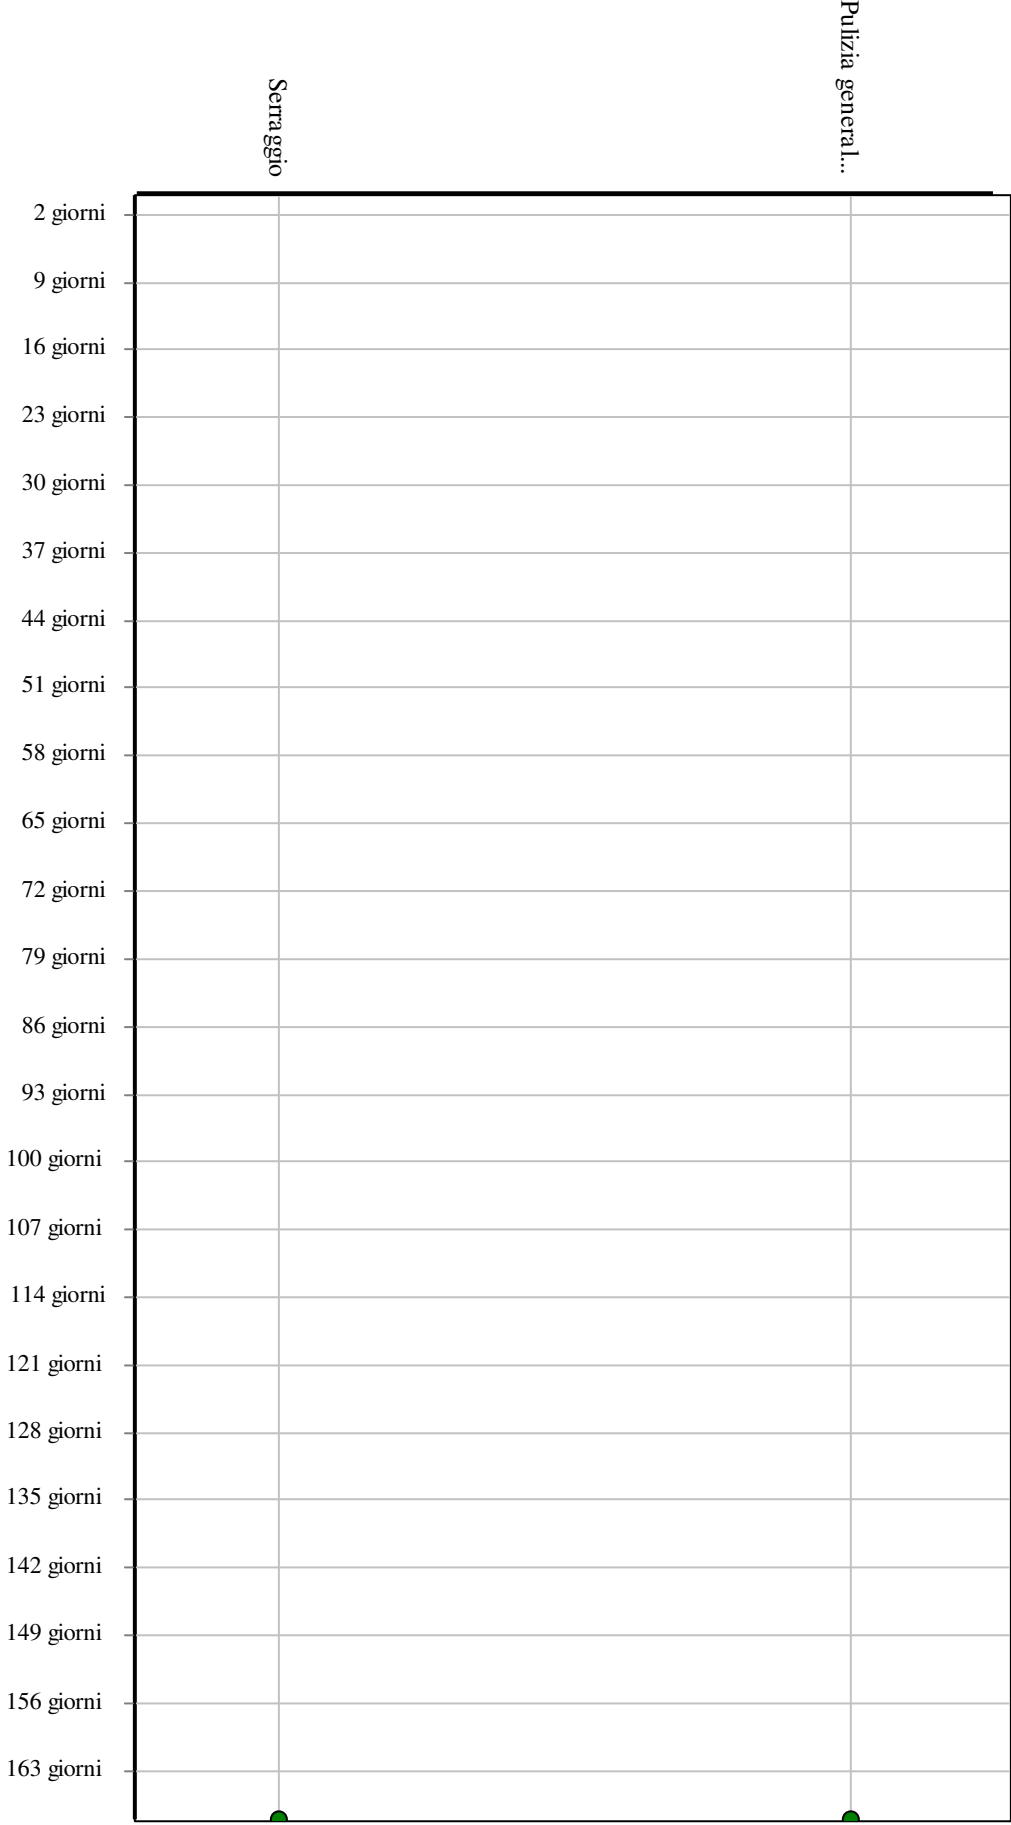 Serraggio
Pulizia general...
2 giorni
9 giorni
16 giorni
23 giorni
30 giorni
37 giorni
44 giorni
51 giorni
58 giorni
65 giorni
72 giorni
79 giorni
86 giorni
93 giorni
100 giorni
107 giorni
114 giorni
121 giorni
128 giorni
135 giorni
142 giorni
149 giorni
156 giorni
163 giorni